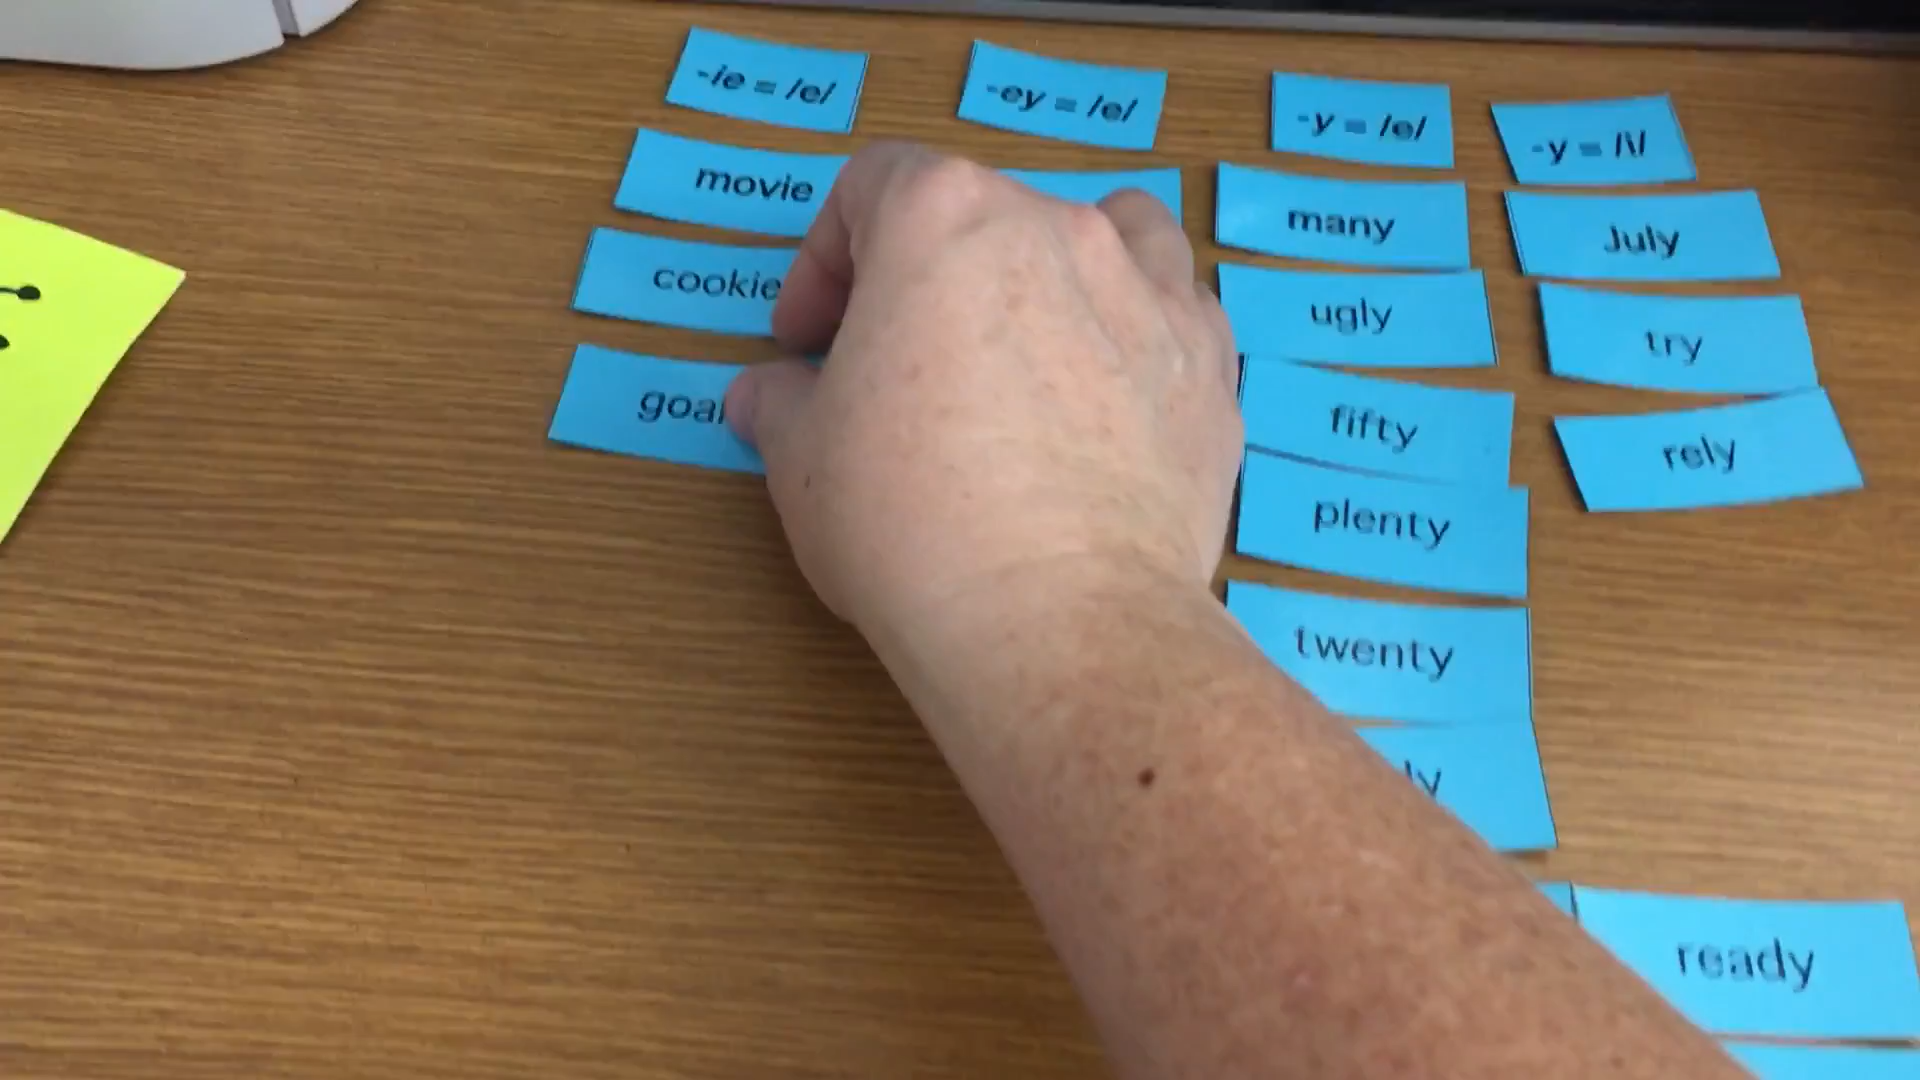 -ie = /e/
-ey = /e/
-y = /e/
-y = /\/
movie
many
July
cookie
ugly
try
fifty
rely
plenty
twenty
ready